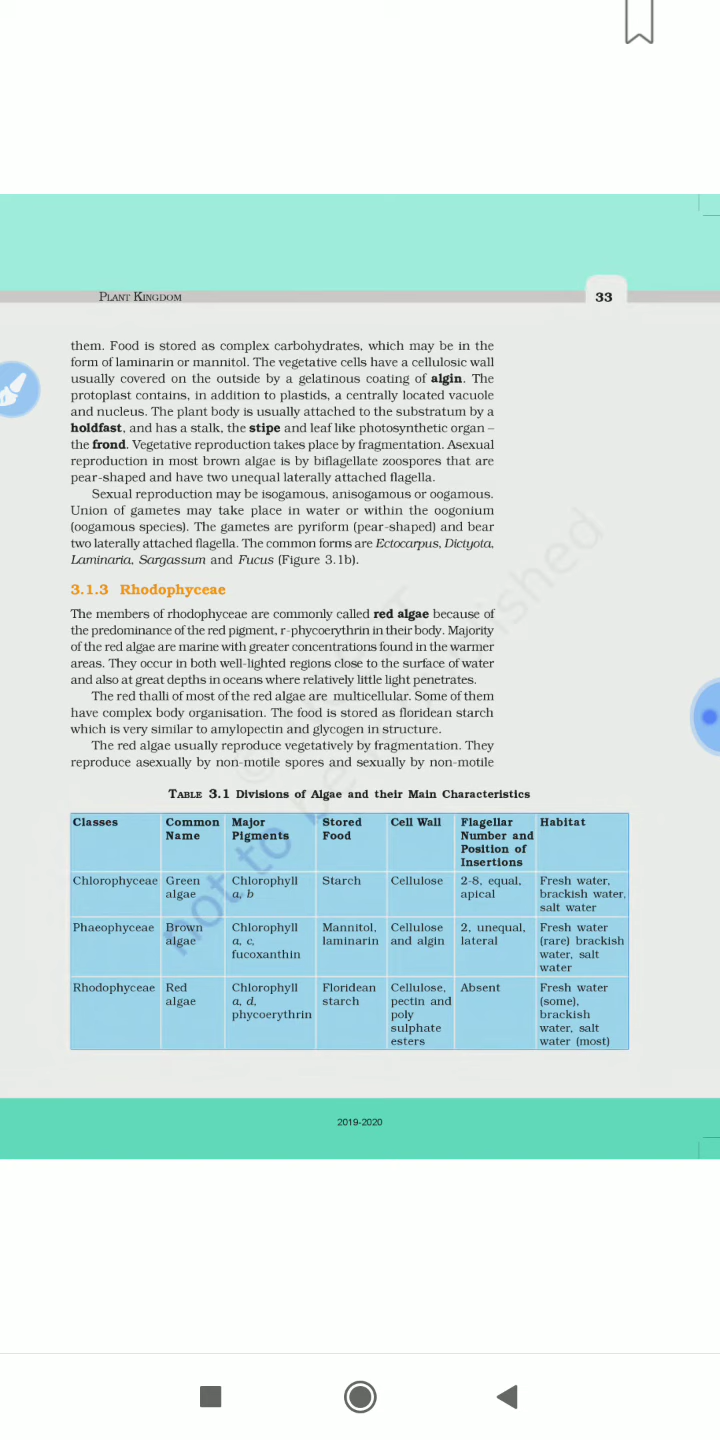 PLANT KINGDOM
33
them. Food is stored as complex carbohydrates, which may be in the
form of laminarin or mannitol. The vegetative cells have a cellulosic wall
usually covered on the outside by a gelatinous coating of algin. The
protoplast contains, in addition to plastids, a centrally located vacuole
and nucleus. The plant body is usually attached to the substratum by a
holdfast, and has a stalk, the stipe and leaf like photosynthetic organ –
the frond. Vegetative reproduction takes place by fragmentation. Asexual
reproduction in most brown algae is by biflagellate zoospores that are
pear-shaped and have two unequal laterally attached flagella.
Sexual reproduction may be isogamous, anisogamous or oogamous.
Union of gametes may take place in water or within the oogonium
(oogamous species). The gametes are pyriform (pear-shaped) and bear
two laterally attached flagella. The common forms are Ectocarpus, Dictyota,
Laminaria, Sargassum and Fucus (Figure 3.1b).
3.1.3 Rhodophyceae
The members of rhodophyceae are commonly called red algae because of
the predominance of the red pigment, r-phycoerythrin in their body. Majority
of the red algae are marine with greater concentrations found in the warmer
areas. They occur in both well-lighted regions close to the surface of water
and also at great depths in oceans where relatively little light penetrates.
The red thalli of most of the red algae are multicellular. Some of them
have complex body organisation. The food is stored as floridean starch
which is very similar to amylopectin and glycogen in structure.
The red algae usually reproduce vegetatively by fragmentation. They
reproduce asexually by non-motile spores and sexually by non-motile
TABLE 3.1 Divisions of Algae and their Main Characteristics
Classes Common Major Stored Cell Wall Flagellar Habitat
Name Pigments Food Number and
Position of
Insertions
Chlorophyceae Green Chlorophyll Starch Cellulose 2-8, equal, Fresh water,
algae a, b apical brackish water,
salt water
Phaeophyceae Brown Chlorophyll Mannitol, Cellulose 2, unequal, Fresh water
algae a, c, laminarin and algin lateral (rare) brackish
fucoxanthin water, salt
water
Rhodophyceae Red Chlorophyll Floridean Cellulose, Absent Fresh water
algae a, d, starch pectin and (some),
phycoerythrin poly brackish
sulphate water, salt
esters water (most)
2019-2020